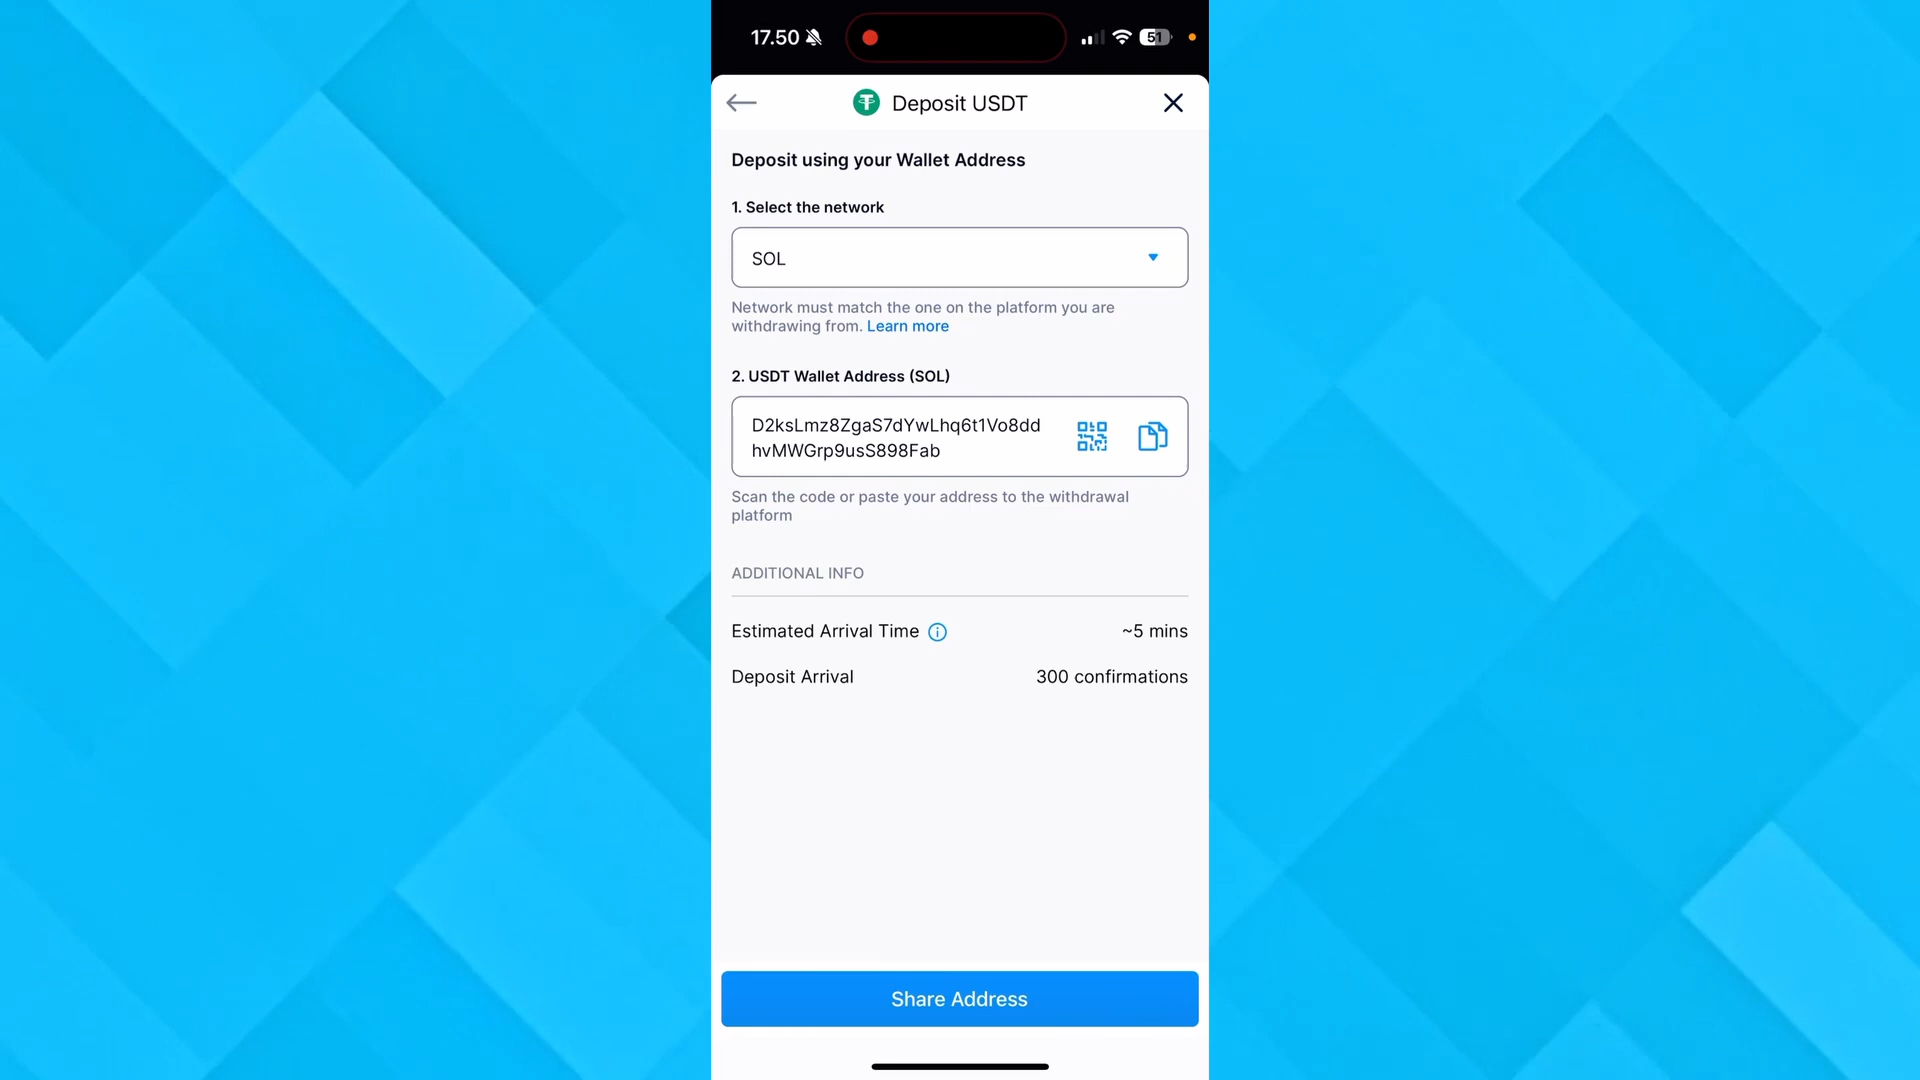 17.50
51
Deposit USDT
Deposit using your Wallet Address
1. Select the network
SOL
Network must match the one on the platform you are
withdrawing from. Learn more
2. USDT Wallet Address (SOL)
D2ksLmz8ZgaS7dYwLhq6t1Vo8dd
hvMWGrp9usS898Fab
Scan the code or paste your address to the withdrawal
platform
ADDITIONAL INFO
Estimated Arrival Time ~5 mins
Deposit Arrival 300 confirmations
Share Address